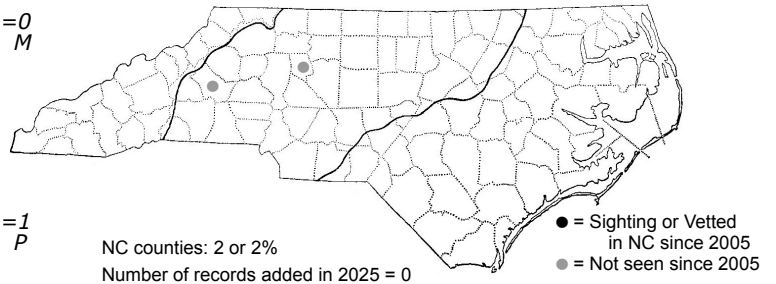 =0
M
=1
P
NC counties: 2 or 2%
Number of records added in 2025 = 0
● = Sighting or Vetted
in NC since 2005
● = Not seen since 2005